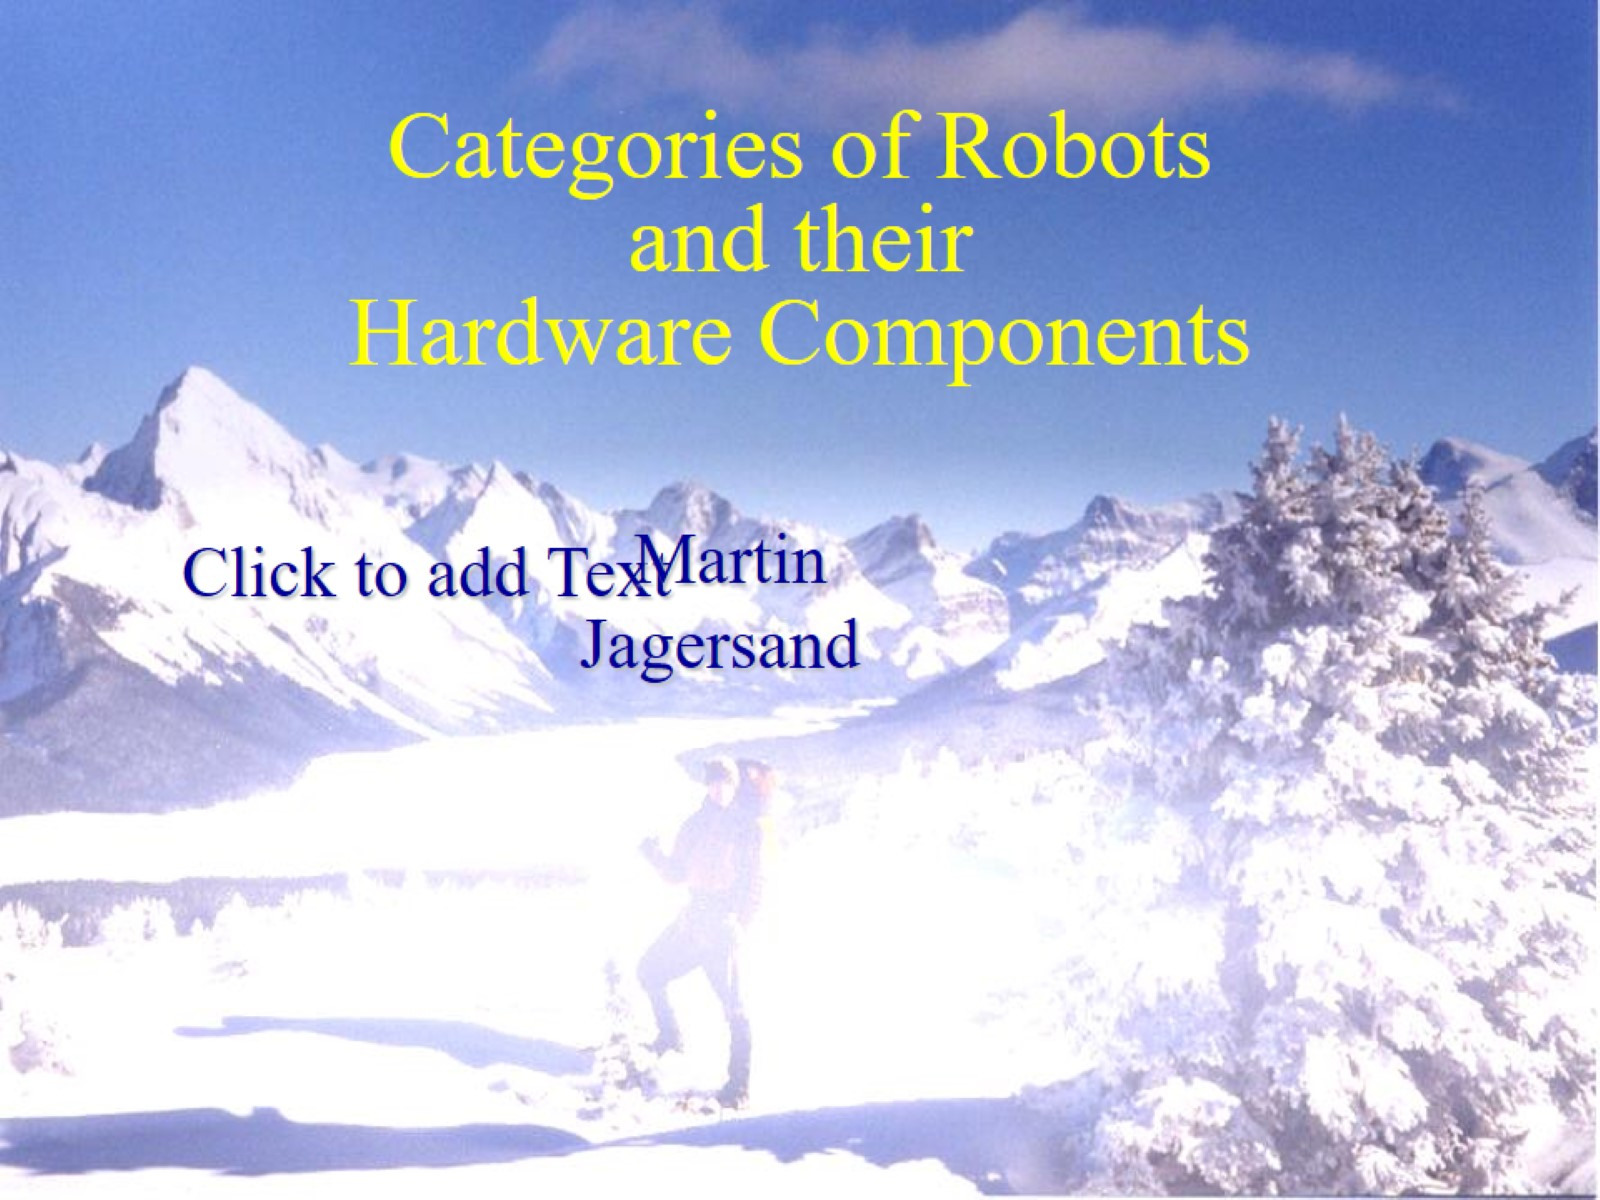 Categories of Robots
and their
Hardware Components
Click to add Text
Martin
Jagersand